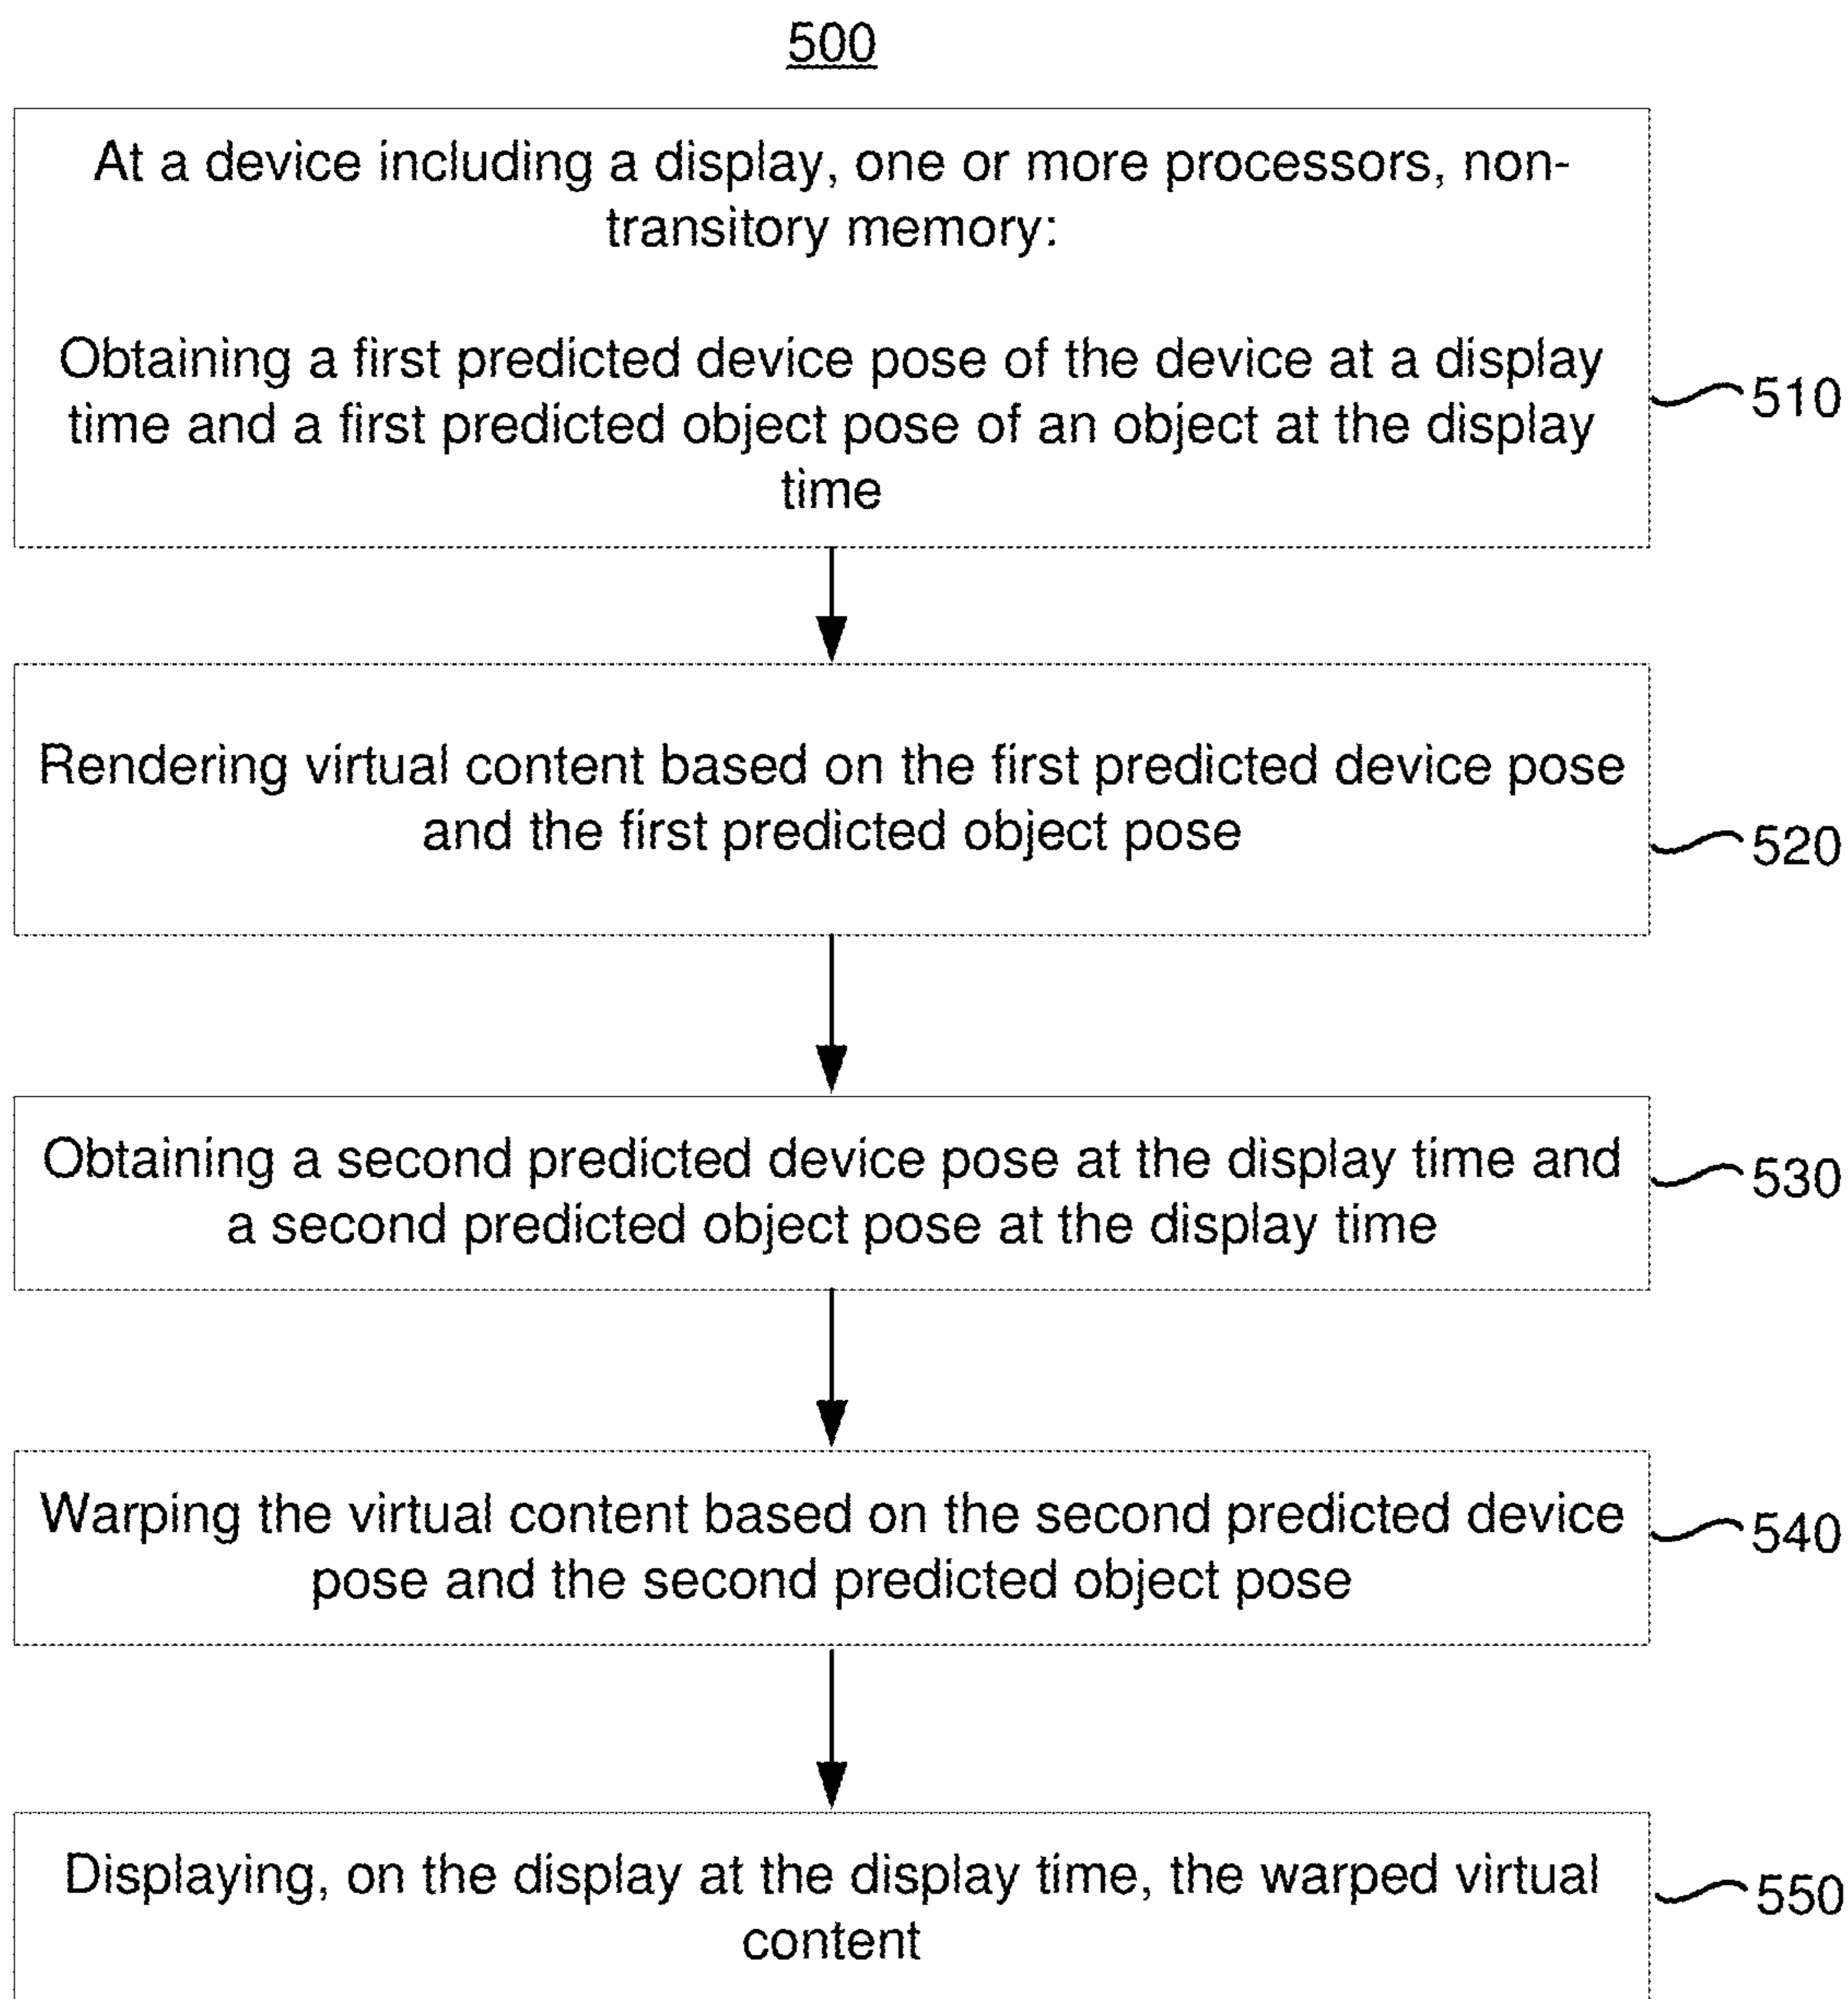 500
At a device including a display, one or more processors, non-
transitory memory:
Obtaining a first predicted device pose of the device at a display
time and a first predicted object pose of an object at the display
time
510
Rendering virtual content based on the first predicted device pose
and the first predicted object pose
520
Obtaining a second predicted device pose at the display time and
a second predicted object pose at the display time
530
Warping the virtual content based on the second predicted device
pose and the second predicted object pose
540
Displaying, on the display at the display time, the warped virtual
content
550